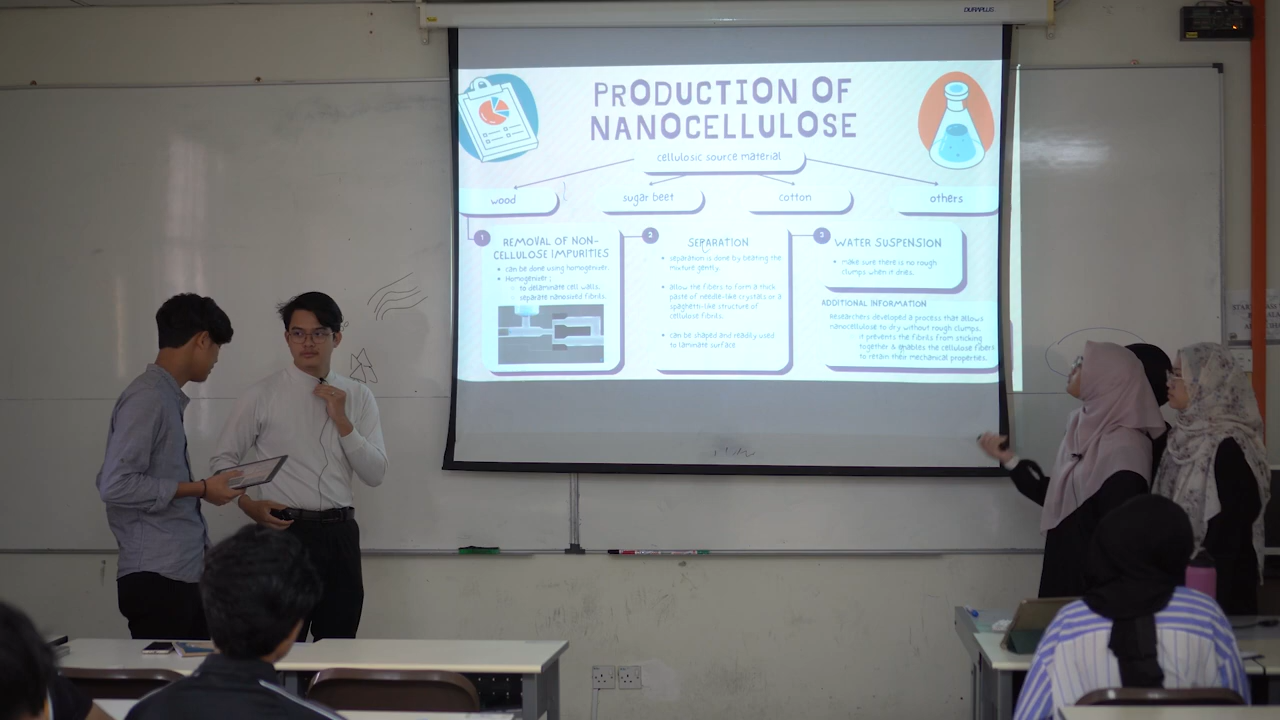 DURAPLUS
PRODUCTION OF
NANOCELLULOSE
cellulosic source material
wood
sugar beet
cotton
others
1
REMOVAL OF NON-
CELLULOSE IMPURITIES
can be done using homogenizer.
Homogenizer :
to delaminate cell walls.
separate nanosized fibrils.
2
SEPARATION
separation is done by beating the
mixture gently.
allow the fibers to form a thick
paste of needle-like crystals or a
spaghetti-like structure of
cellulose fibrils.
can be shaped and readily used
to laminate surface.
3
WATER SUSPENSION
make sure there is no rough
clumps when it dries.
ADDITIONAL INFORMATION
Researchers developed a process that allows
nanocellulose to dry without rough clumps.
it prevents the fibrils from sticking
together & enables the cellulose fibers
to retain their mechanical properties.